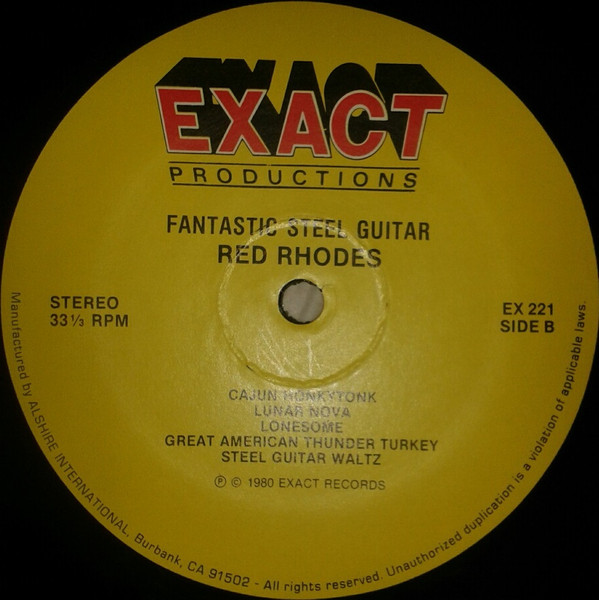 EXACT
PRODUCTIONS
FANTASTIC STEEL GUITAR
RED RHODES
STEREO
33 1/3 RPM
EX 221
SIDE B
CAJUN HONKYTONK
LUNAR NOVA
LONESOME
GREAT AMERICAN THUNDER TURKEY
STEEL GUITAR WALTZ
℗ © 1980 EXACT RECORDS
Manufactured by ALSHIRE INTERNATIONAL, Burbank, CA 91502 - All rights reserved. Unauthorized duplication is a violation of applicable laws.